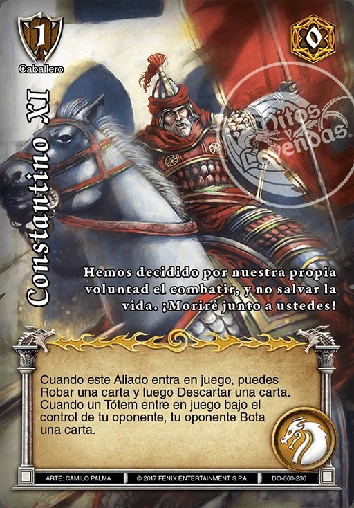 1
Caballero
0
Mitos
Leyendas
Constantino XI
Hemos decidido por nuestra propia
voluntad el combatir, y no salvar la
vida. ¡Moriré junto a ustedes!
Cuando este Aliado entra en juego, puedes
Robar una carta y luego Descartar una carta.
Cuando un Tótem entre en juego bajo el
control de tu oponente, tu oponente Bota
una carta.
ARTE: CAMILO PALMA
© 2017 FENIX ENTERTAINMENT S.P.A.